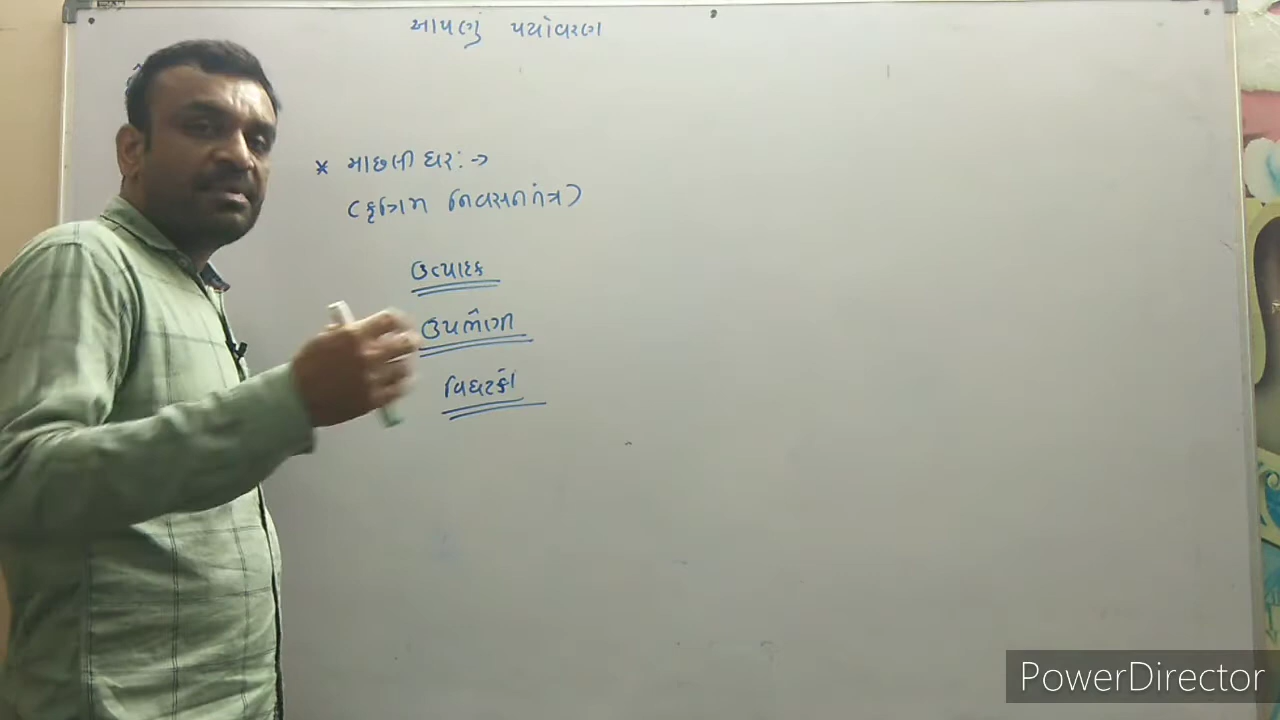 આપણું પર્યાવરણ
* માછલી ઘર :->
(કૃત્રિમ નિવસનતંત્ર)
ઉત્પાદક
ઉપભોગી
વિઘટકો
PowerDirector